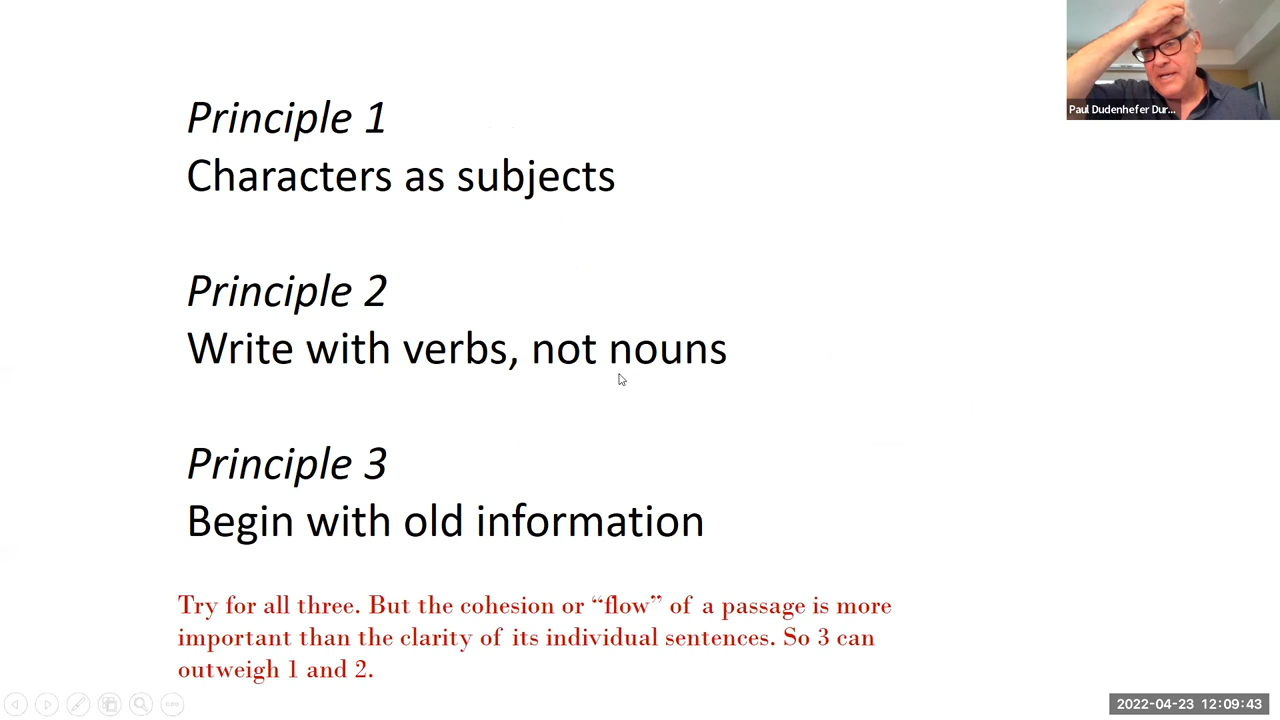 Principle 1
Characters as subjects
Principle 2
Write with verbs, not nouns
Principle 3
Begin with old information
Try for all three. But the cohesion or “flow” of a passage is more
important than the clarity of its individual sentences. So 3 can
outweigh 1 and 2.
Paul Dudenhefer Dur...
2022-04-23 12:09:43